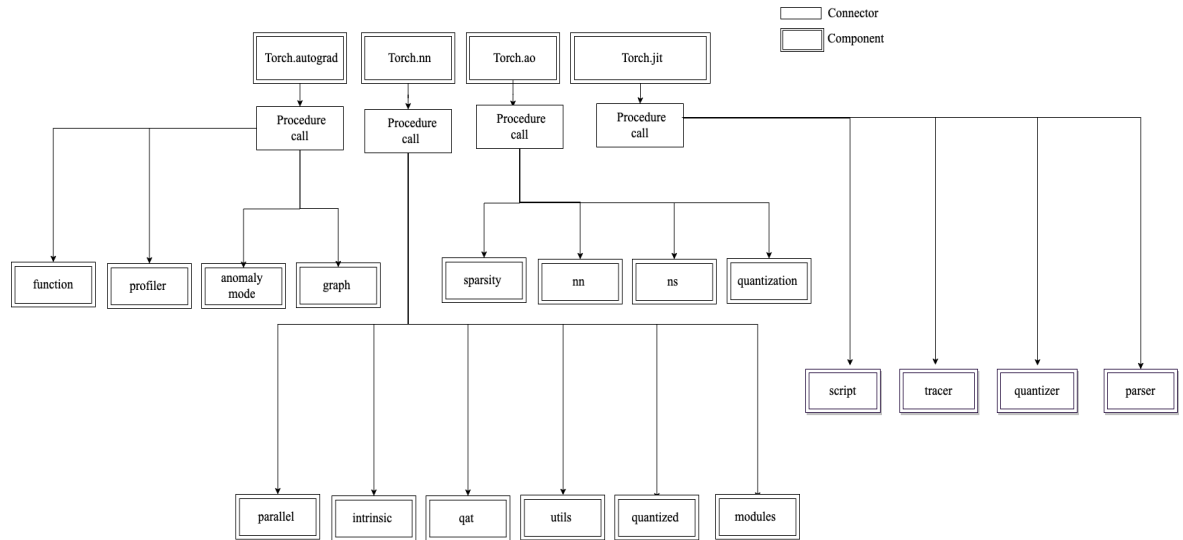 Connector
Component
Torch.autograd
Torch.nn
Torch.ao
Torch.jit
Procedure
call
Procedure
call
Procedure
call
Procedure
call
function
profiler
anomaly
mode
graph
sparsity
nn
ns
quantization
script
tracer
quantizer
parser
parallel
intrinsic
qat
utils
quantized
modules